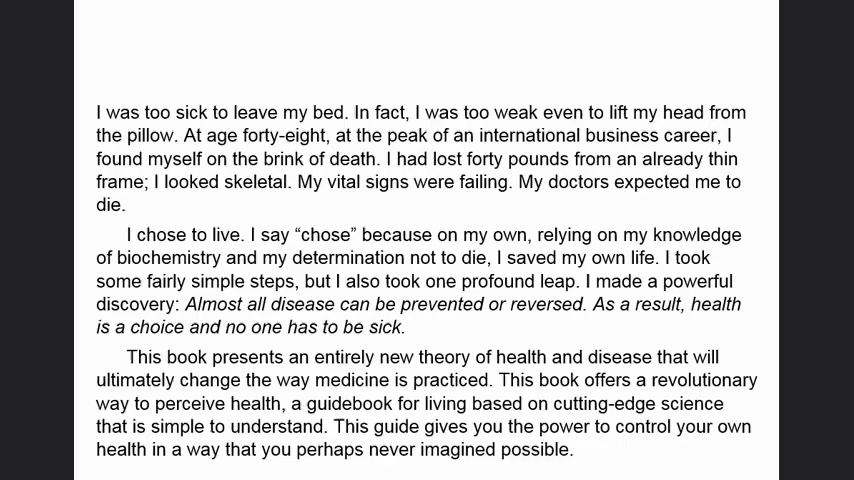 I was too sick to leave my bed. In fact, I was too weak even to lift my head from
the pillow. At age forty-eight, at the peak of an international business career, I
found myself on the brink of death. I had lost forty pounds from an already thin
frame; I looked skeletal. My vital signs were failing. My doctors expected me to
die.
I chose to live. I say “chose” because on my own, relying on my knowledge
of biochemistry and my determination not to die, I saved my own life. I took
some fairly simple steps, but I also took one profound leap. I made a powerful
discovery: Almost all disease can be prevented or reversed. As a result, health
is a choice and no one has to be sick.
This book presents an entirely new theory of health and disease that will
ultimately change the way medicine is practiced. This book offers a revolutionary
way to perceive health, a guidebook for living based on cutting-edge science
that is simple to understand. This guide gives you the power to control your own
health in a way that you perhaps never imagined possible.